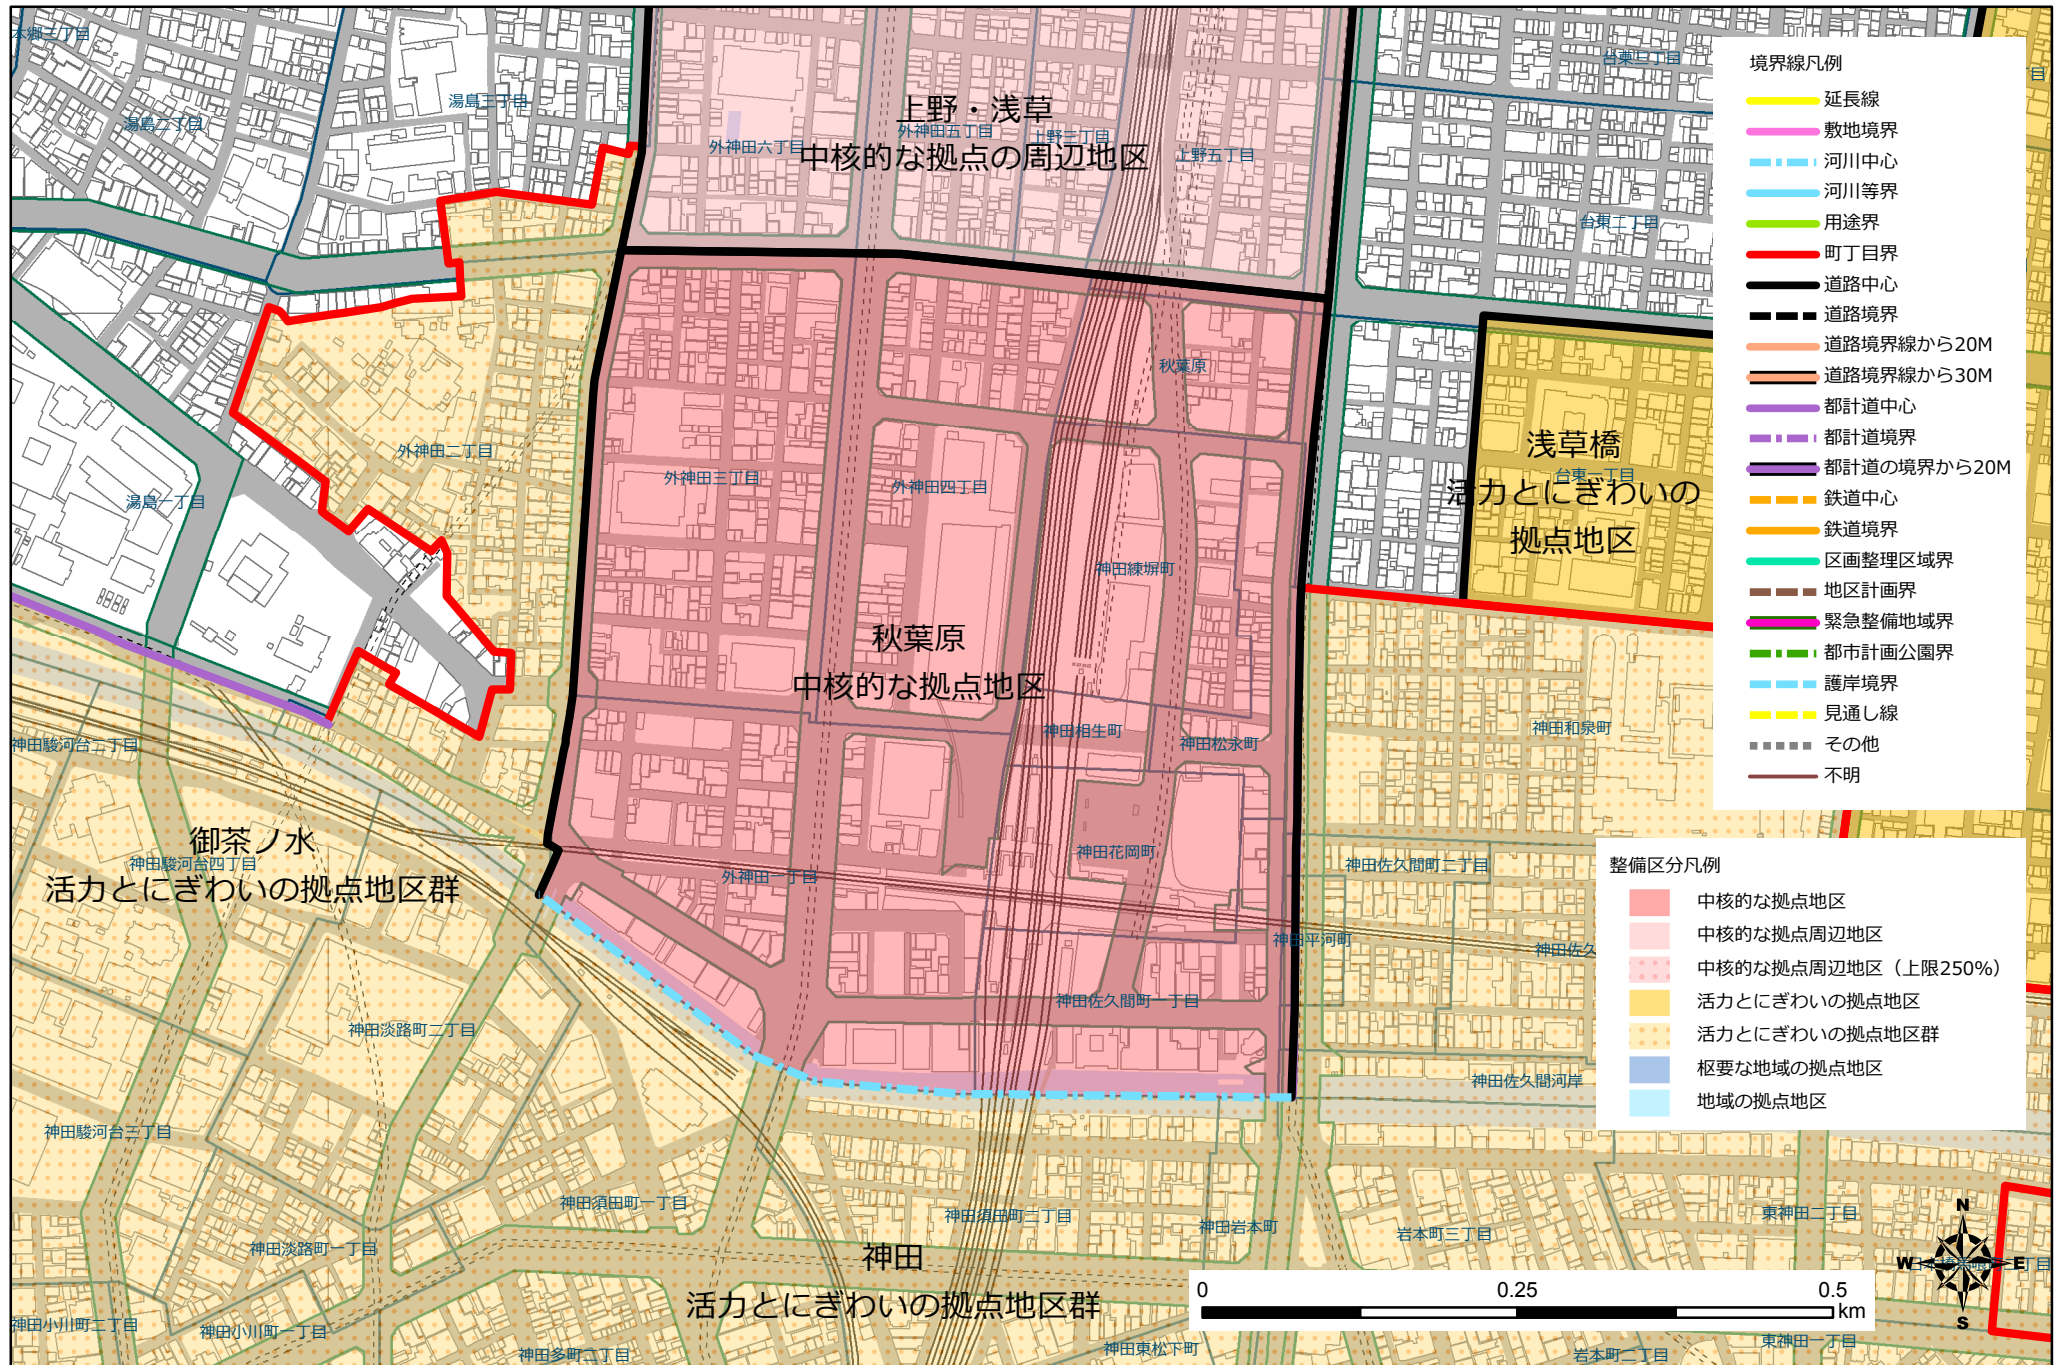 本郷三丁目
湯島三丁目
湯島二丁目
上野・浅草
中核的な拠点の周辺地区
外神田六丁目
外神田五丁目
上野三丁目
上野五丁目
台東三丁目
台東二丁目
丁目
境界線凡例
延長線
敷地境界
河川中心
河川等界
用途界
町丁目界
道路中心
道路境界
道路境界線から20M
道路境界線から30M
都計道中心
都計道境界
都計道の境界から20M
鉄道中心
鉄道境界
区画整理区域界
地区計画界
緊急整備地域界
都市計画公園界
護岸境界
見通し線
その他
不明
秋葉原
外神田二丁目
外神田三丁目
外神田四丁目
湯島一丁目
浅草橋
台東一丁目
活力とにぎわいの
拠点地区
神田練塀町
秋葉原
中核的な拠点地区
神田相生町
神田松永町
神田和泉町
神田駿河台二丁目
御茶ノ水
神田駿河台四丁目
活力とにぎわいの拠点地区群
外神田一丁目
神田花岡町
神田佐久間町二丁目
神田平河町
神田佐久
神田佐久間町一丁目
神田佐久間河岸
神田淡路町二丁目
神田駿河台三丁目
整備区分凡例
中核的な拠点地区
中核的な拠点周辺地区
中核的な拠点周辺地区（上限250%）
活力とにぎわいの拠点地区
活力とにぎわいの拠点地区群
枢要な地域の拠点地区
地域の拠点地区
神田須田町一丁目
神田須田町二丁目
神田岩本町
岩本町三丁目
東神田二丁目
神田淡路町一丁目
神田
活力とにぎわいの拠点地区群
神田小川町二丁目
神田小川町一丁目
神田多町二丁目
神田東松下町
岩本町二丁目
東神田一丁目
0 0.25 0.5
km
N
W E
S